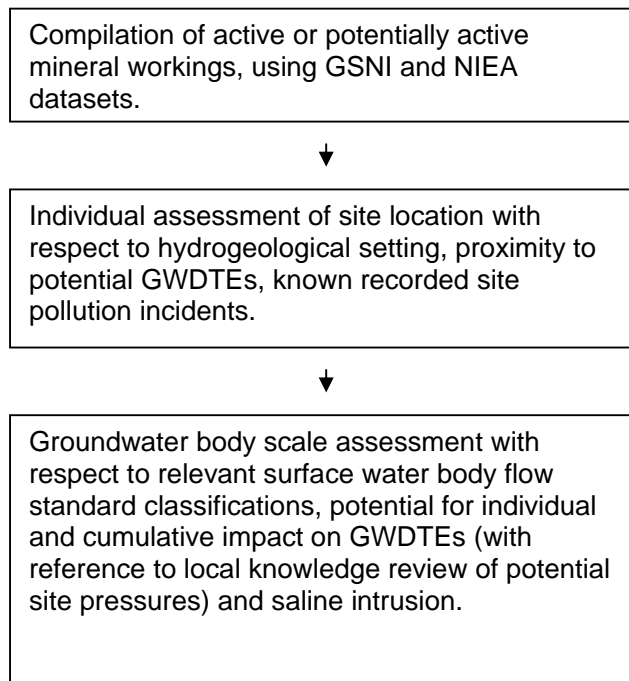 Compilation of active or potentially active
mineral workings, using GSNI and NIEA
datasets.
Individual assessment of site location with
respect to hydrogeological setting, proximity to
potential GWDTEs, known recorded site
pollution incidents.
Groundwater body scale assessment with
respect to relevant surface water body flow
standard classifications, potential for individual
and cumulative impact on GWDTEs (with
reference to local knowledge review of potential
site pressures) and saline intrusion.